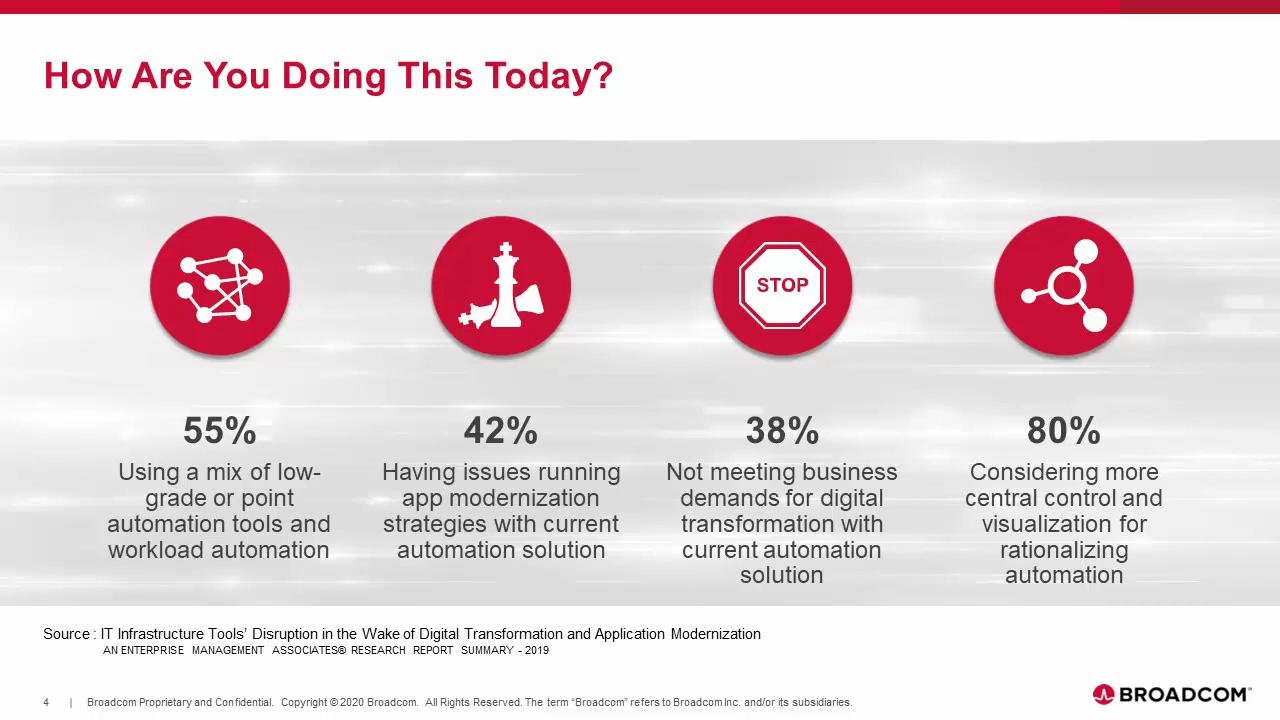 How Are You Doing This Today?
STOP
55%
Using a mix of low-
grade or point
automation tools and
workload automation
42%
Having issues running
app modernization
strategies with current
automation solution
38%
Not meeting business
demands for digital
transformation with
current automation
solution
80%
Considering more
central control and
visualization for
rationalizing
automation
Source : IT Infrastructure Tools’ Disruption in the Wake of Digital Transformation and Application Modernization
AN ENTERPRISE MANAGEMENT ASSOCIATES® RESEARCH REPORT SUMMARY - 2019
4 | Broadcom Proprietary and Confidential. Copyright © 2020 Broadcom. All Rights Reserved. The term “Broadcom” refers to Broadcom Inc. and/or its subsidiaries.
BROADCOM®